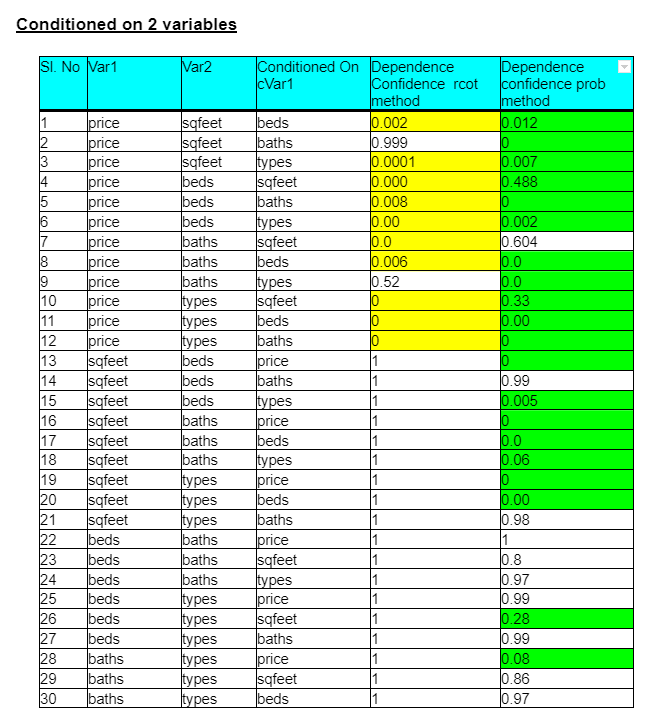 Conditioned on 2 variables
Sl. No Var1 Var2 Conditioned On Dependence Dependence
cVar1 Confidence rcot confidence prob
method method
1 price sqfeet beds 0.002 0.012
2 price sqfeet baths 0.999 0
3 price sqfeet types 0.0001 0.007
4 price beds sqfeet 0.000 0.488
5 price beds baths 0.008 0
6 price beds types 0.00 0.002
7 price baths sqfeet 0.0 0.604
8 price baths beds 0.006 0.0
9 price baths types 0.52 0.0
10 price types sqfeet 0 0.33
11 price types beds 0 0.00
12 price types baths 0 0
13 sqfeet beds price 1 0
14 sqfeet beds baths 1 0.99
15 sqfeet beds types 1 0.005
16 sqfeet baths price 1 0
17 sqfeet baths beds 1 0.0
18 sqfeet baths types 1 0.06
19 sqfeet types price 1 0
20 sqfeet types beds 1 0.00
21 sqfeet types baths 1 0.98
22 beds baths price 1 1
23 beds baths sqfeet 1 0.8
24 beds baths types 1 0.97
25 beds types price 1 0.99
26 beds types sqfeet 1 0.28
27 beds types baths 1 0.99
28 baths types price 1 0.08
29 baths types sqfeet 1 0.86
30 baths types beds 1 0.97